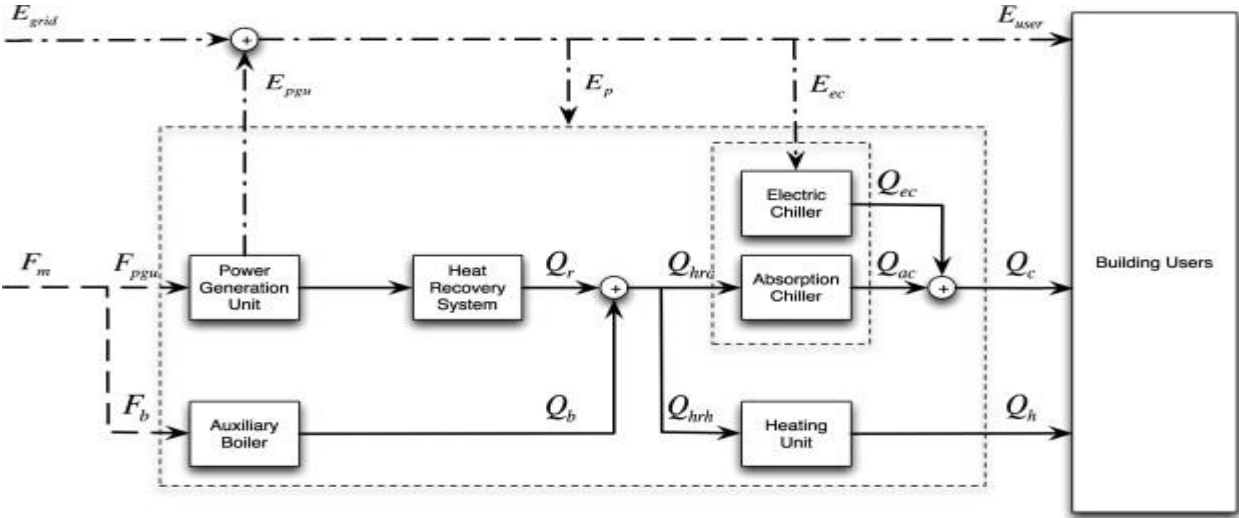 E_grid
E_user
E_pgu
E_p
E_ec
Electric
Chiller
Q_ec
F_m
F_pgu
Power
Generation
Unit
Heat
Recovery
System
Q_r
+
Q_hrc
Absorption
Chiller
Q_ac
+
Q_c
Building Users
F_b
Auxiliary
Boiler
Q_b
Q_hrh
Heating
Unit
Q_h
+